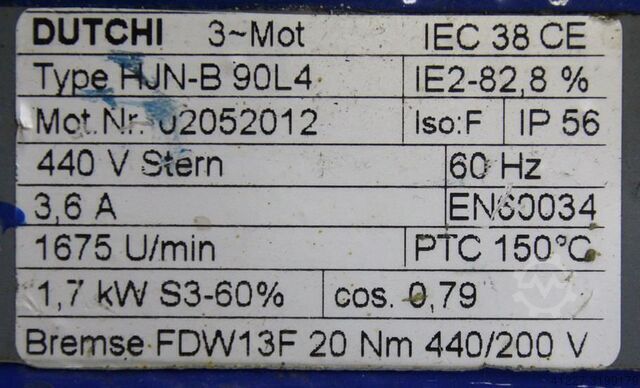 DUTCHI 3~Mot IEC 38 CE
Type HJN-B 90L4 IE2-82,8 %
Mot.Nr. 02052012 Iso:F IP 56
440 V Stern 60 Hz
3,6 A EN60034
1675 U/min PTC 150°C
1,7 kW S3-60% cos. 0,79
Bremse FDW13F 20 Nm 440/200 V